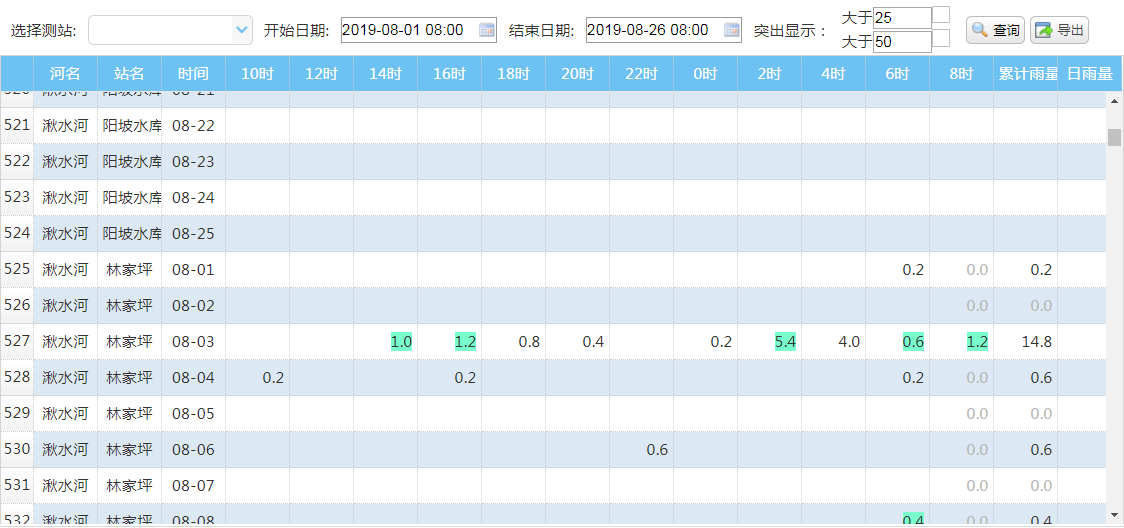 选择测站: 开始日期: 2019-08-01 08:00 结束日期: 2019-08-26 08:00 突出显示： 大于 25 查询 导出
大于 50
河名 站名 时间 10时 12时 14时 16时 18时 20时 22时 0时 2时 4时 6时 8时 累计雨量 日雨量
520 湫水河 阳坡水库 08-21
521 湫水河 阳坡水库 08-22
522 湫水河 阳坡水库 08-23
523 湫水河 阳坡水库 08-24
524 湫水河 阳坡水库 08-25
525 湫水河 林家坪 08-01 0.2 0.0 0.2
526 湫水河 林家坪 08-02 0.0 0.0
527 湫水河 林家坪 08-03 1.0 1.2 0.8 0.4 0.2 5.4 4.0 0.6 1.2 14.8
528 湫水河 林家坪 08-04 0.2 0.2 0.2 0.0 0.6
529 湫水河 林家坪 08-05 0.0 0.0
530 湫水河 林家坪 08-06 0.6 0.0 0.6
531 湫水河 林家坪 08-07 0.0 0.0
532 湫水河 林家坪 08-08 0.4 0.0 0.4